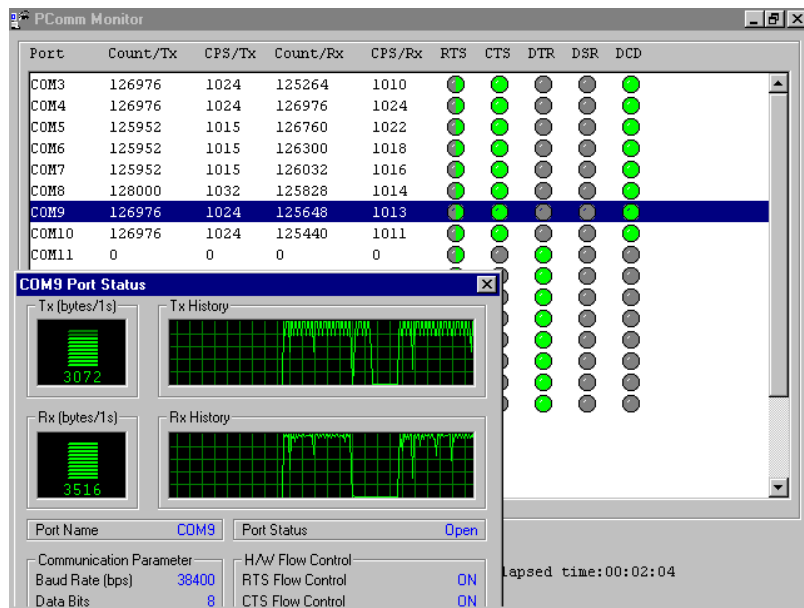 PComm Monitor
Port Count/Tx CPS/Tx Count/Rx CPS/Rx RTS CTS DTR DSR DCD
COM3 126976 1024 125264 1010
COM4 126976 1024 126976 1024
COM5 125952 1015 126760 1022
COM6 125952 1015 126300 1018
COM7 125952 1015 126032 1016
COM8 128000 1032 125828 1014
COM9 126976 1024 125648 1013
COM10 126976 1024 125440 1011
COM11 0 0 0 0
COM9 Port Status
Tx (bytes/1s) Tx History
3072
Rx (bytes/1s) Rx History
3516
Port Name COM9 Port Status Open
Communication Parameter H/W Flow Control
Baud Rate (bps) 38400 RTS Flow Control ON
Data Bits 8 CTS Flow Control ON
lapsed time:00:02:04